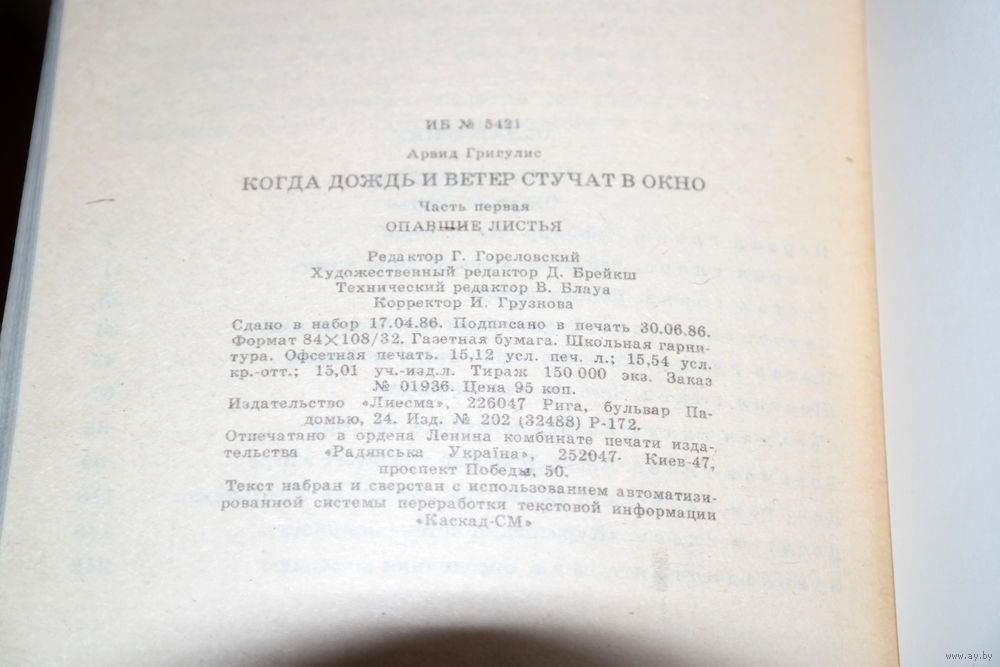 ИБ № 5421
Арвид Григулис
КОГДА ДОЖДЬ И ВЕТЕР СТУЧАТ В ОКНО
Часть первая
ОПАВШИЕ ЛИСТЬЯ
Редактор Г. Гореловский
Художественный редактор Д. Брейкш
Технический редактор В. Блауа
Корректор И. Грузнова
Сдано в набор 17.04.86. Подписано в печать 30.06.86.
Формат 84×108/32. Газетная бумага. Школьная гарни-
тура. Офсетная печать. 15,12 усл. печ. л.; 15,54 усл.
кр.-отт.; 15,01 уч.-изд.л. Тираж 150 000 экз. Заказ
№ 01936. Цена 95 коп.
Издательство «Лиесма», 226047 Рига, бульвар Па-
домью, 24. Изд. № 202 (32488) Р-172.
Отпечатано в ордена Ленина комбинате печати изда-
тельства «Радянська Україна», 252047- Киев-47,
проспект Победы, 50.
Текст набран и сверстан с использованием автоматизи-
рованной системы переработки текстовой информации
«Каскад-СМ»
www.ay.by